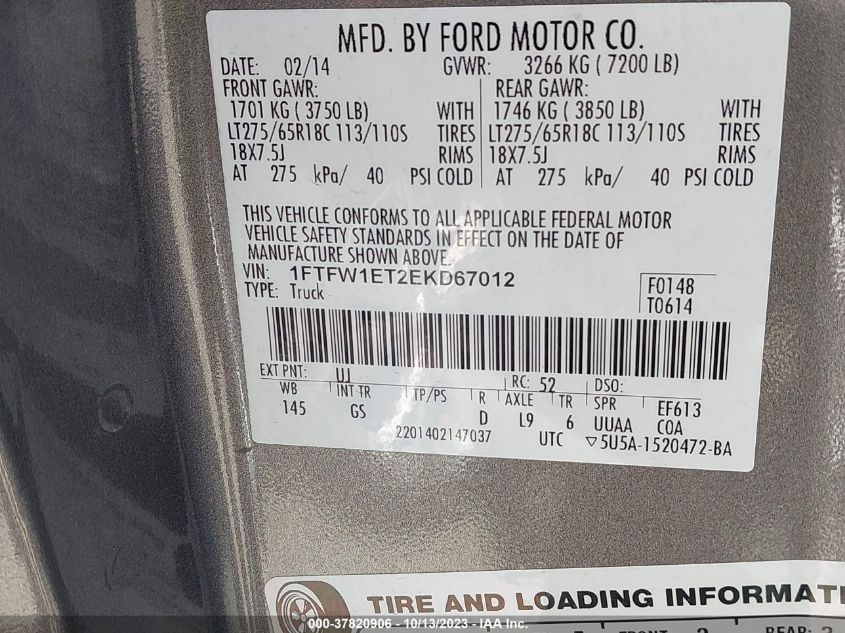 MFD. BY FORD MOTOR CO.
DATE: 02/14 GVWR: 3266 KG ( 7200 LB)
FRONT GAWR: REAR GAWR:
1701 KG ( 3750 LB) WITH 1746 KG ( 3850 LB) WITH
LT275/65R18C 113/110S TIRES LT275/65R18C 113/110S TIRES
18X7.5J RIMS 18X7.5J RIMS
AT 275 kPa/ 40 PSI COLD AT 275 kPa/ 40 PSI COLD
THIS VEHICLE CONFORMS TO ALL APPLICABLE FEDERAL MOTOR
VEHICLE SAFETY STANDARDS IN EFFECT ON THE DATE OF
MANUFACTURE SHOWN ABOVE.
VIN: 1FTFW1ET2EKD67012 F0148
TYPE: Truck T0614
EXT PNT: UJ RC: 52 DSO:
WB INT TR TP/PS R AXLE TR SPR EF613
145 GS D L9 6 UUAA COA
2201402147037 UTC ▽5U5A-1520472-BA
TIRE AND LOADING INFORMATI
000-37820906 - 10/13/2023 - IAA Inc.